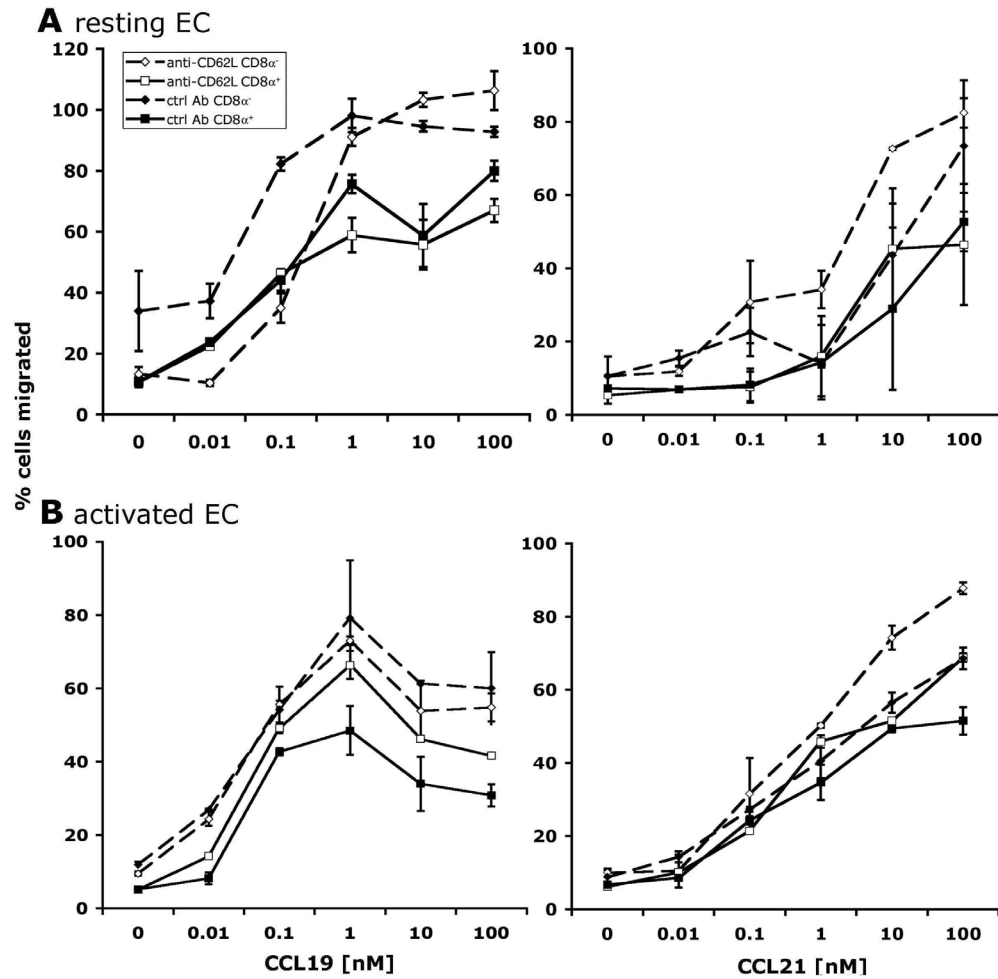 A resting EC
anti-CD62L CD8α⁻
anti-CD62L CD8α⁺
ctrl Ab CD8α⁻
ctrl Ab CD8α⁺
120
100
80
60
40
20
0
0 0.01 0.1 1 10 100
100
80
60
40
20
0
0 0.01 0.1 1 10 100
% cells migrated
B activated EC
100
80
60
40
20
0
0 0.01 0.1 1 10 100
CCL19 [nM]
100
80
60
40
20
0
0 0.01 0.1 1 10 100
CCL21 [nM]